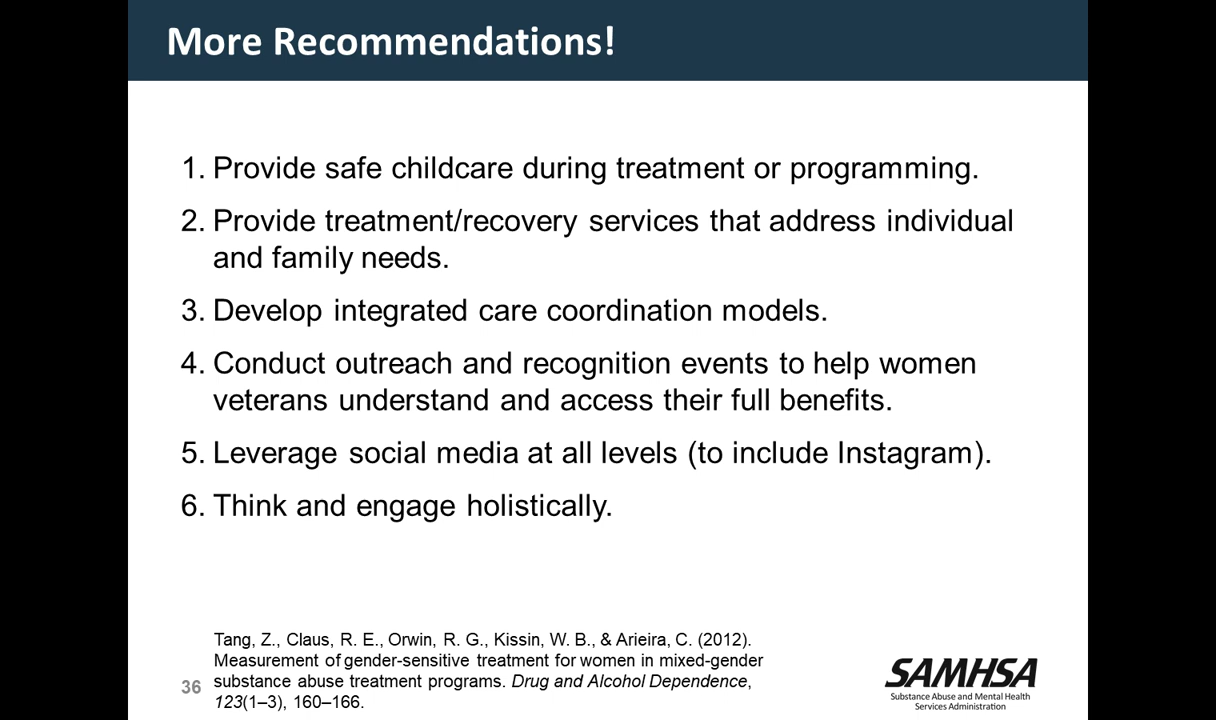 More Recommendations!
1. Provide safe childcare during treatment or programming.
2. Provide treatment/recovery services that address individual
and family needs.
3. Develop integrated care coordination models.
4. Conduct outreach and recognition events to help women
veterans understand and access their full benefits.
5. Leverage social media at all levels (to include Instagram).
6. Think and engage holistically.
Tang, Z., Claus, R. E., Orwin, R. G., Kissin, W. B., & Arieira, C. (2012).
Measurement of gender-sensitive treatment for women in mixed-gender
substance abuse treatment programs. Drug and Alcohol Dependence,
123(1–3), 160–166.
36
SAMHSA
Substance Abuse and Mental Health
Services Administration